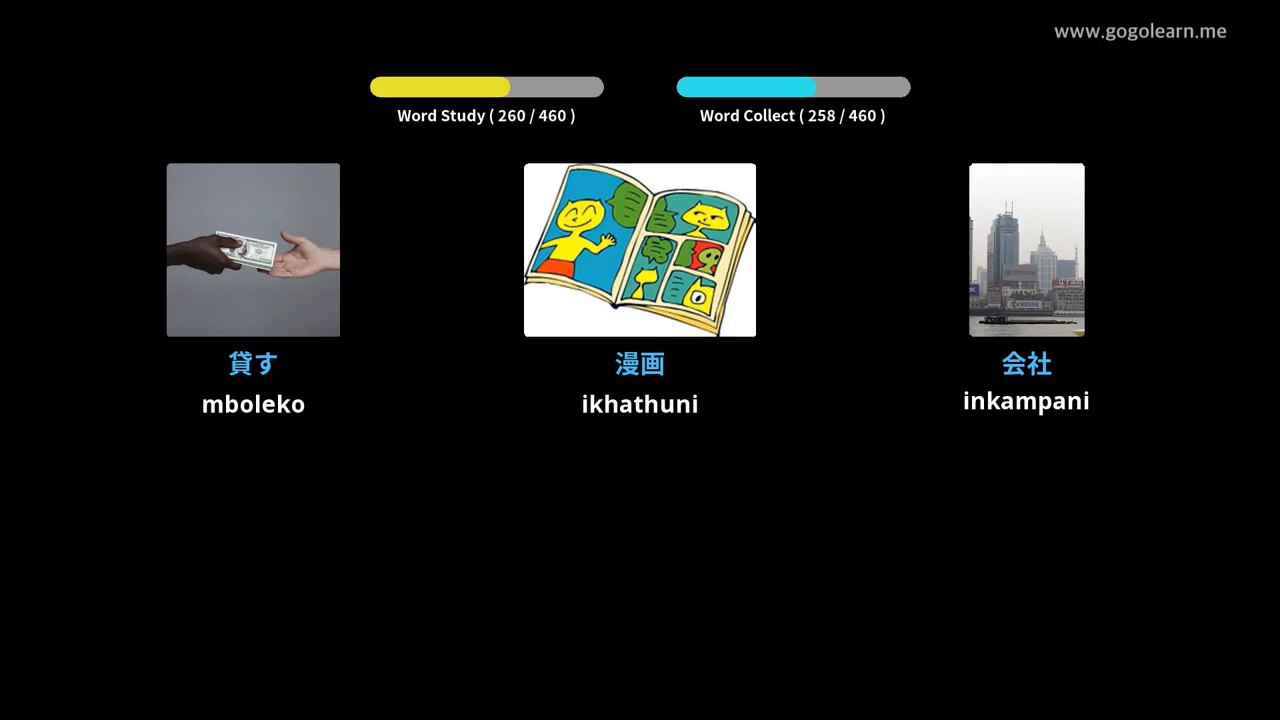 www.gogolearn.me
Word Study ( 260 / 460 )
Word Collect ( 258 / 460 )
TOYOTA
貸す
漫画
会社
mboleko
ikhathuni
inkampani